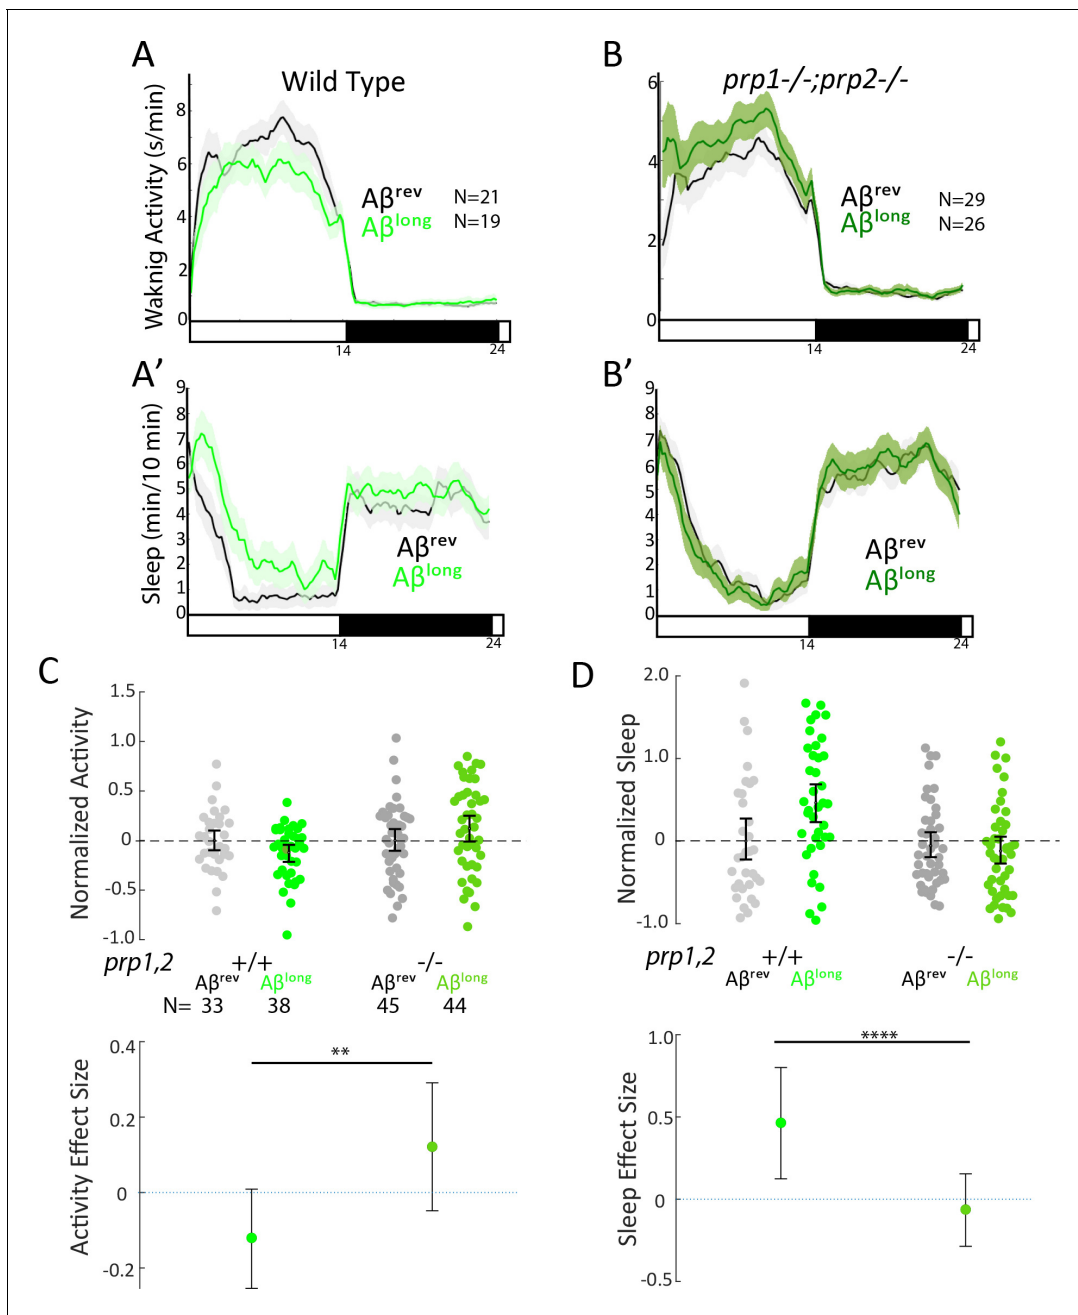 A
Wild Type
Waknig Activity (s/min)
8
6
4
2
0
Aβrev N=21
Aβlong N=19
14 24
B
prp1-/-;prp2-/-
6
4
2
0
Aβrev N=29
Aβlong N=26
14 24
A′
Sleep (min/10 min)
9
8
7
6
5
4
3
2
1
0
Aβrev
Aβlong
14 24
B′
9
8
7
6
5
4
3
2
1
0
Aβrev
Aβlong
14 24
C
Normalized Activity
1.5
1.0
0.5
0
-0.5
-1.0
prp1,2 +/+ -/-
Aβrev Aβlong Aβrev Aβlong
N= 33 38 45 44
Activity Effect Size
0.4
0.2
0
-0.2
**
D
Normalized Sleep
2.0
1.0
0
-1.0
prp1,2 +/+ -/-
Aβrev Aβlong Aβrev Aβlong
Sleep Effect Size
1.0
0.5
0
-0.5
****